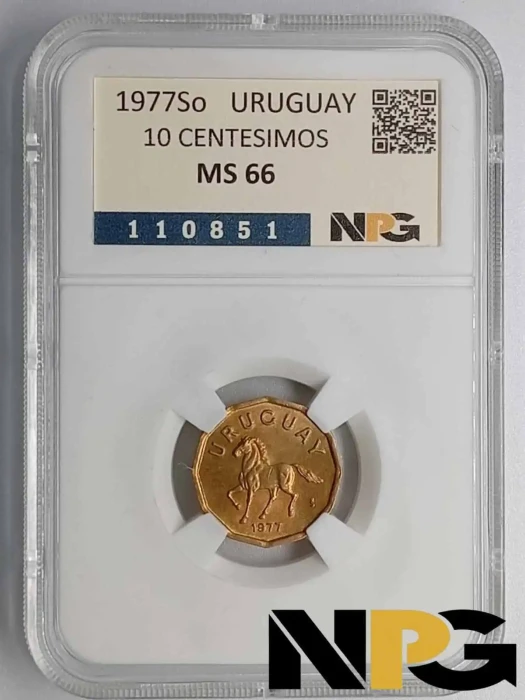 1977So URUGUAY
10 CENTESIMOS
MS 66
110851
NPG
URUGUAY
1977
NPG